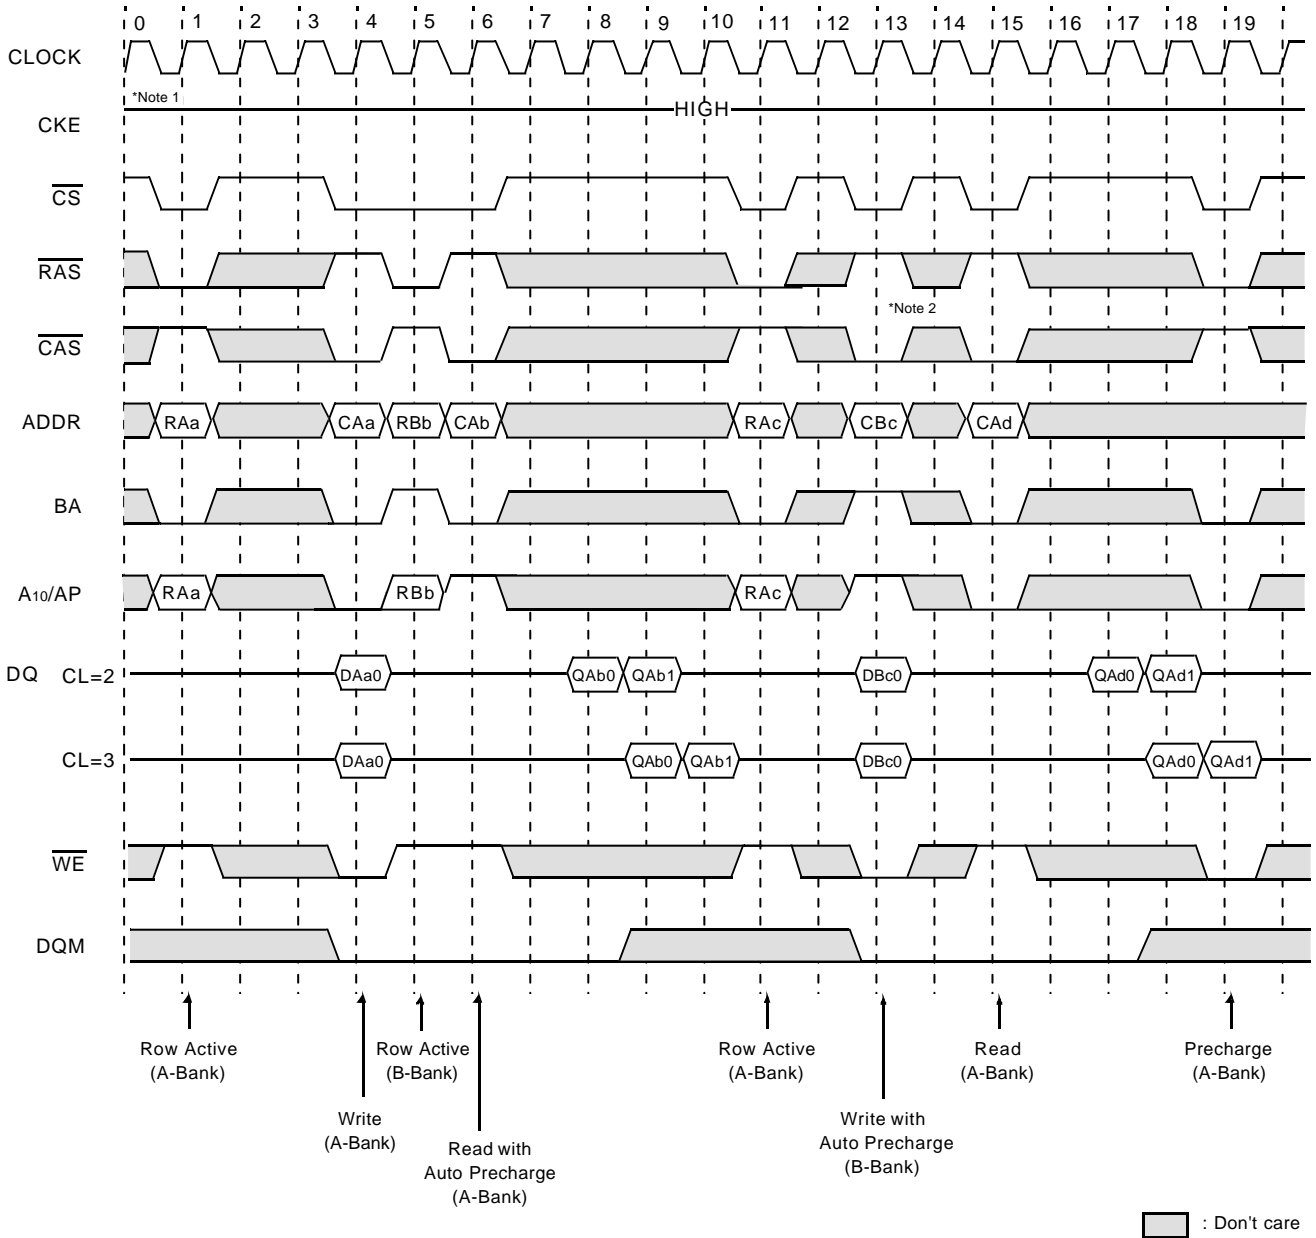 0 1 2 3 4 5 6 7 8 9 10 11 12 13 14 15 16 17 18 19
CLOCK
*Note 1
HIGH
CKE
CS
RAS
*Note 2
CAS
ADDR RAa CAa RBb CAb RAc CBc CAd
BA
A10/AP RAa RBb RAc
DQ CL=2 DAa0 QAb0 QAb1 DBc0 QAd0 QAd1
CL=3 DAa0 QAb0 QAb1 DBc0 QAd0 QAd1
WE
DQM
Row Active
(A-Bank)
Row Active
(B-Bank)
Row Active
(A-Bank)
Read
(A-Bank)
Precharge
(A-Bank)
Write
(A-Bank)
Read with
Auto Precharge
(A-Bank)
Write with
Auto Precharge
(B-Bank)
: Don't care